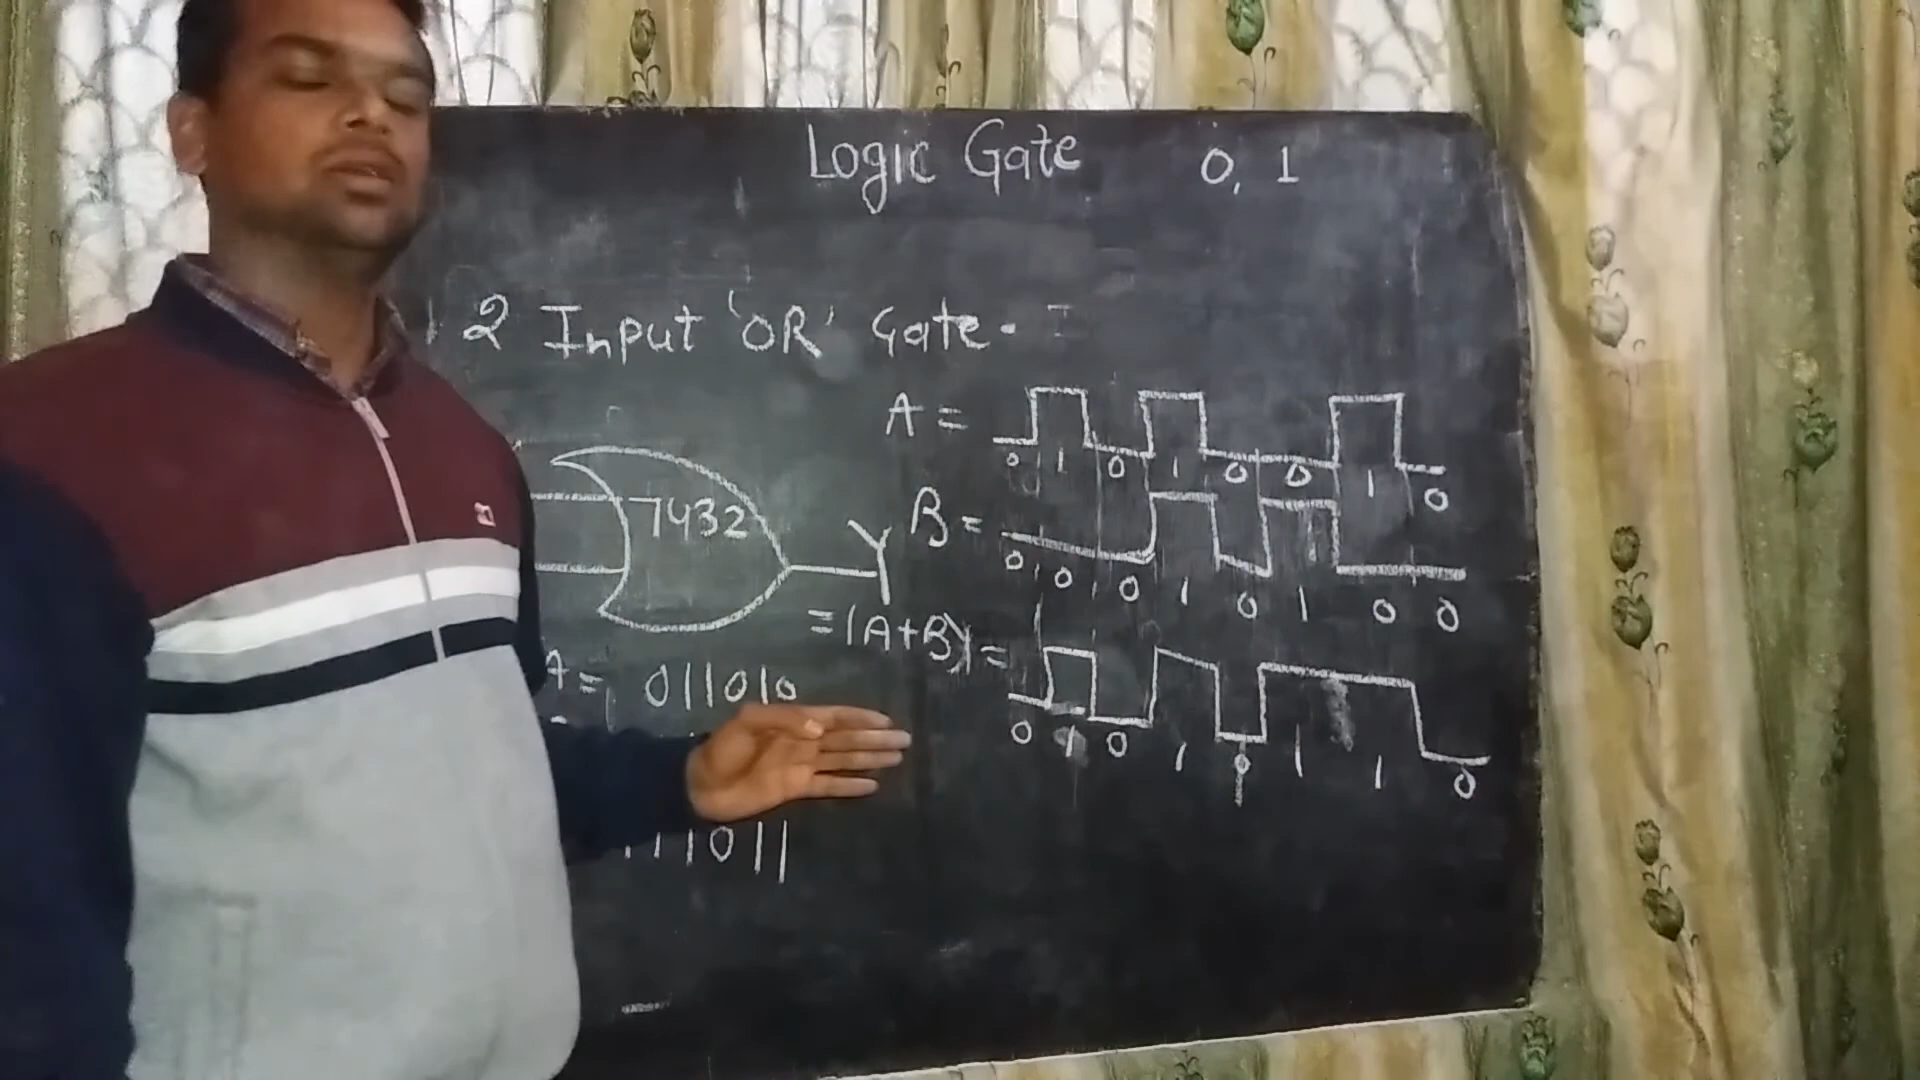 Logic Gate 0, 1
2 Input 'OR' Gate -
A =
0 1 0 1 0 0 1 0
7432
Y
B =
0 0 0 1 0 1 0 0
= (A+B)
Y =
0 1 0 1 0 1 1 0
A = 011010
111011